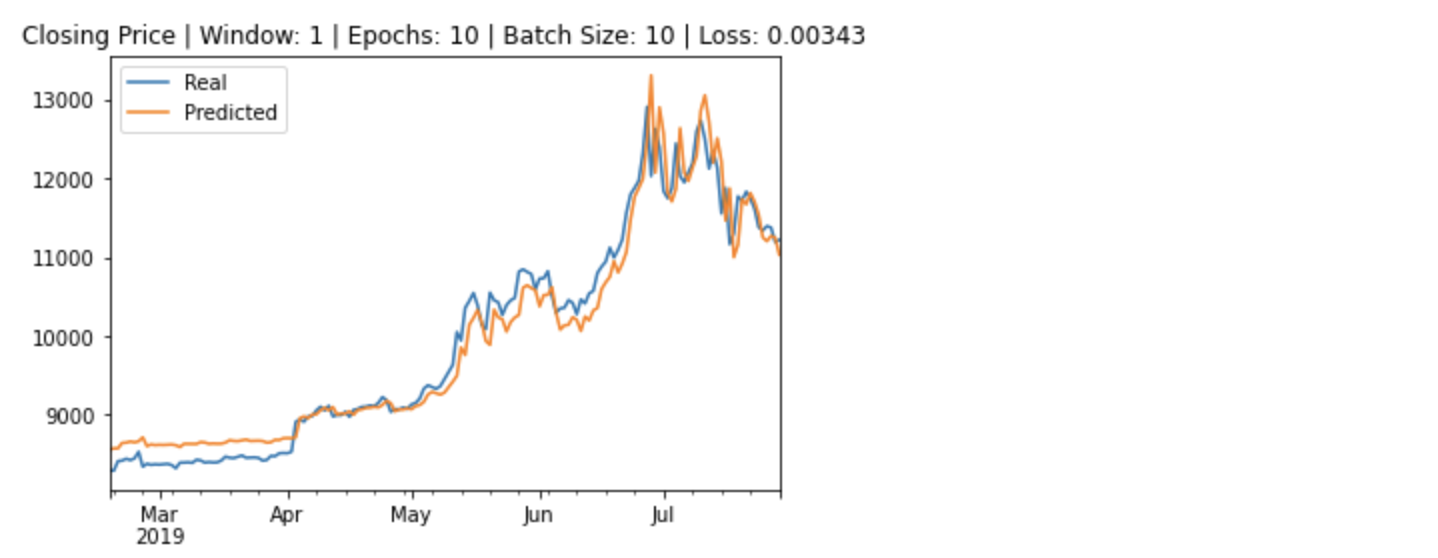 Closing Price | Window: 1 | Epochs: 10 | Batch Size: 10 | Loss: 0.00343
Real
Predicted
13000
12000
11000
10000
9000
Mar Apr May Jun Jul
2019